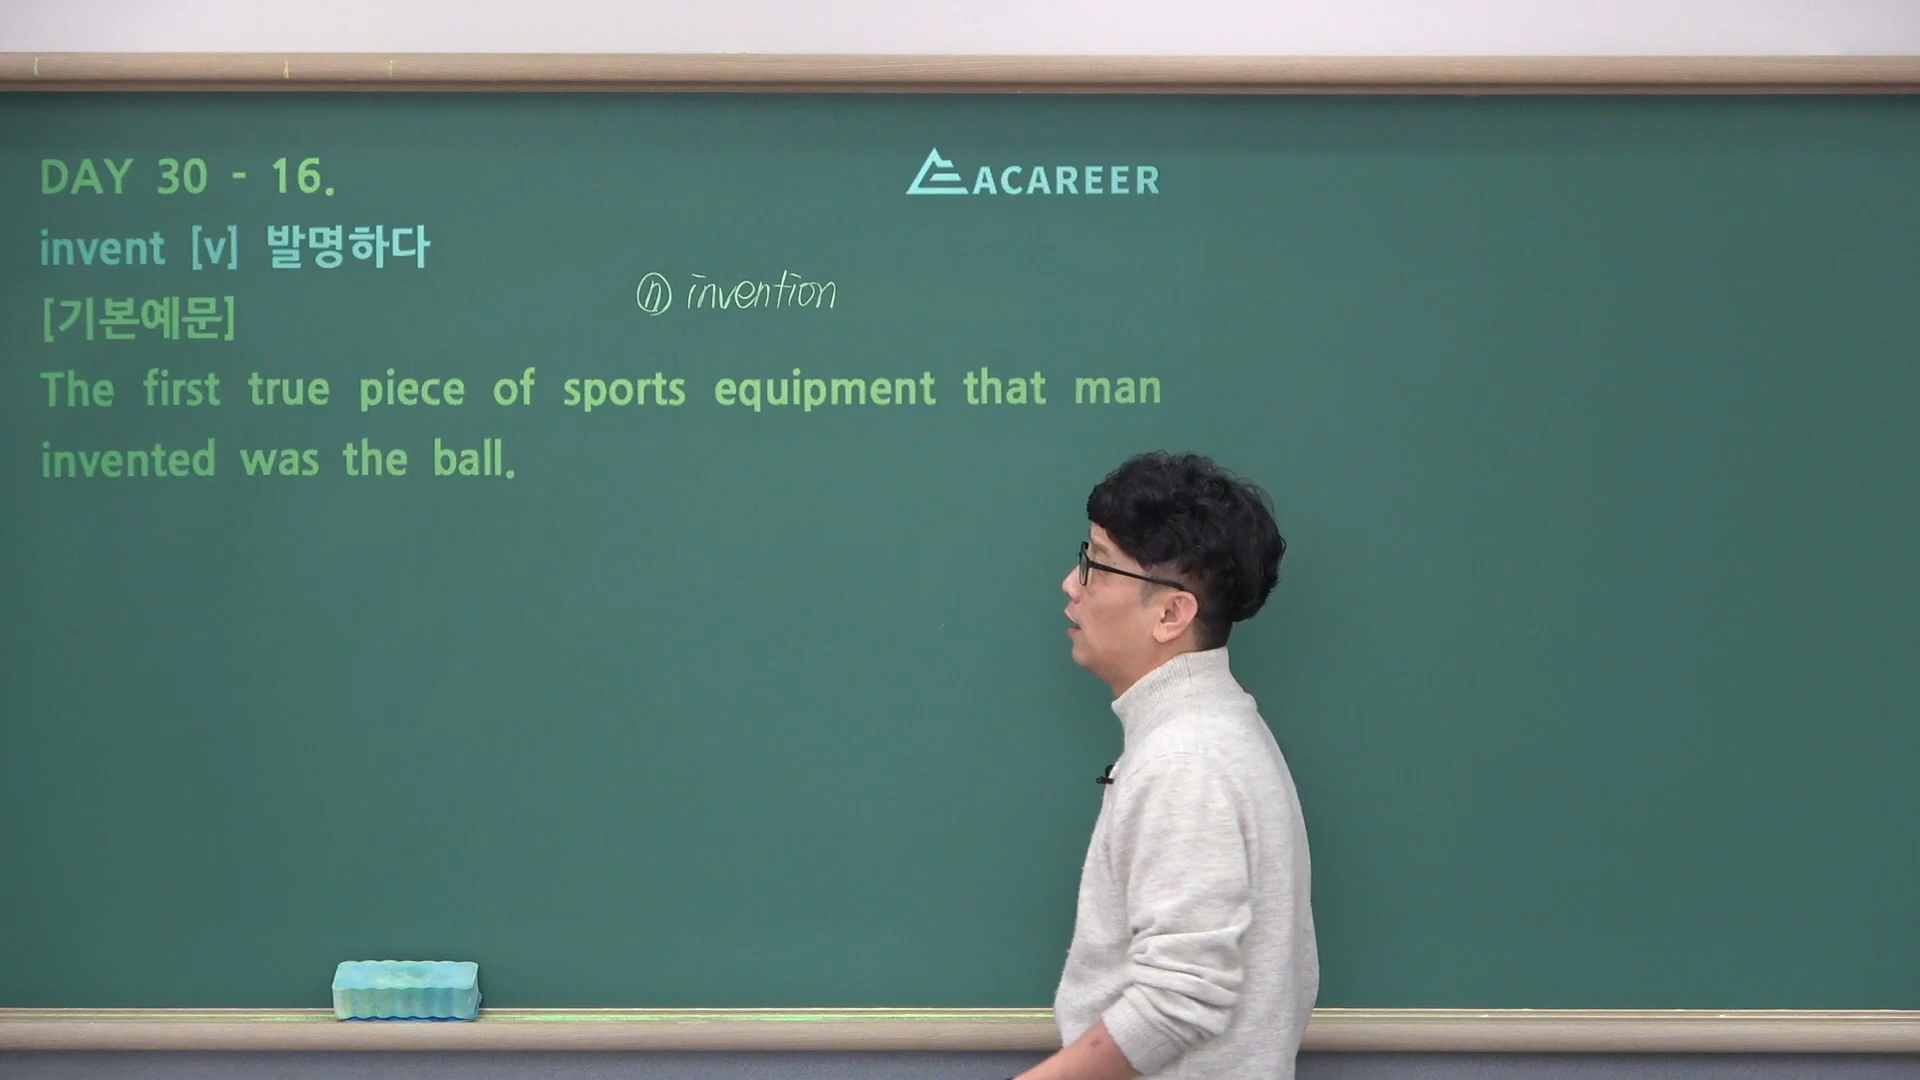 DAY 30 - 16.
ACAREER
invent [v] 발명하다
ⓝ invention
[기본예문]
The first true piece of sports equipment that man
invented was the ball.